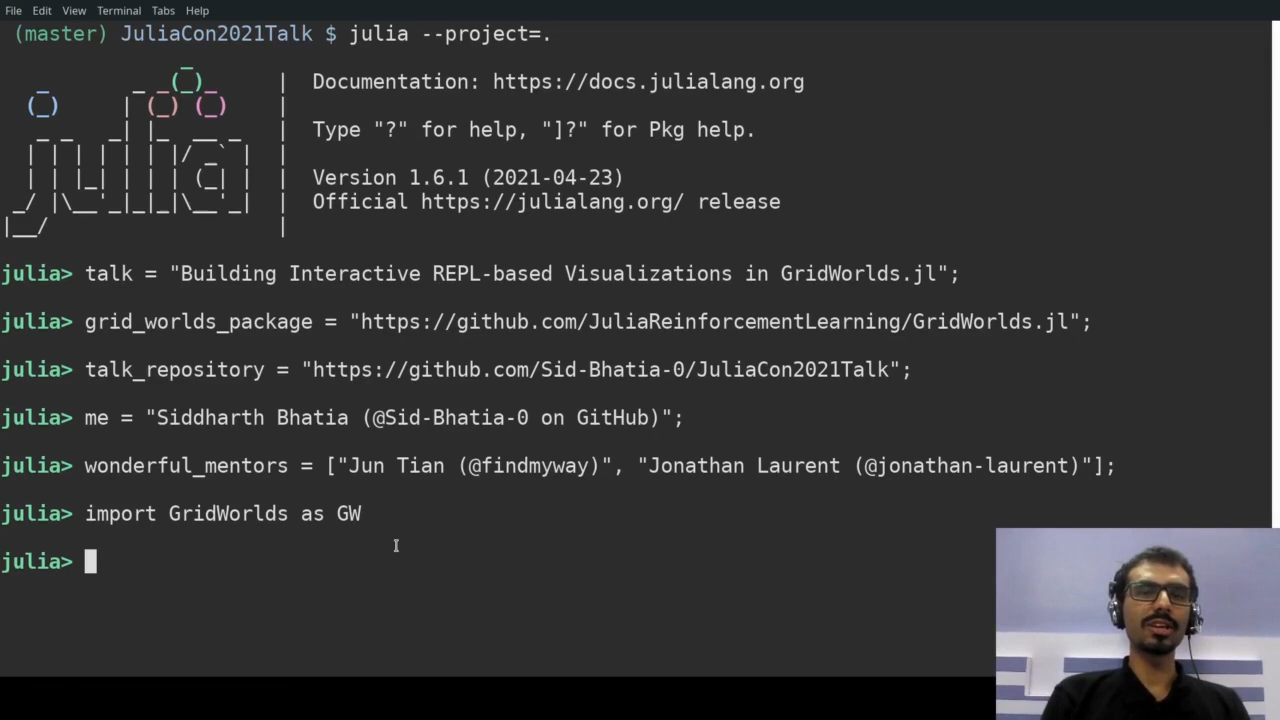 File Edit View Terminal Tabs Help
(master) JuliaCon2021Talk $ julia --project=.
Documentation: https://docs.julialang.org
Type "?" for help, "]?" for Pkg help.
Version 1.6.1 (2021-04-23)
Official https://julialang.org/ release
julia> talk = "Building Interactive REPL-based Visualizations in GridWorlds.jl";
julia> grid_worlds_package = "https://github.com/JuliaReinforcementLearning/GridWorlds.jl";
julia> talk_repository = "https://github.com/Sid-Bhatia-0/JuliaCon2021Talk";
julia> me = "Siddharth Bhatia (@Sid-Bhatia-0 on GitHub)";
julia> wonderful_mentors = ["Jun Tian (@findmyway)", "Jonathan Laurent (@jonathan-laurent)"];
julia> import GridWorlds as GW
julia>